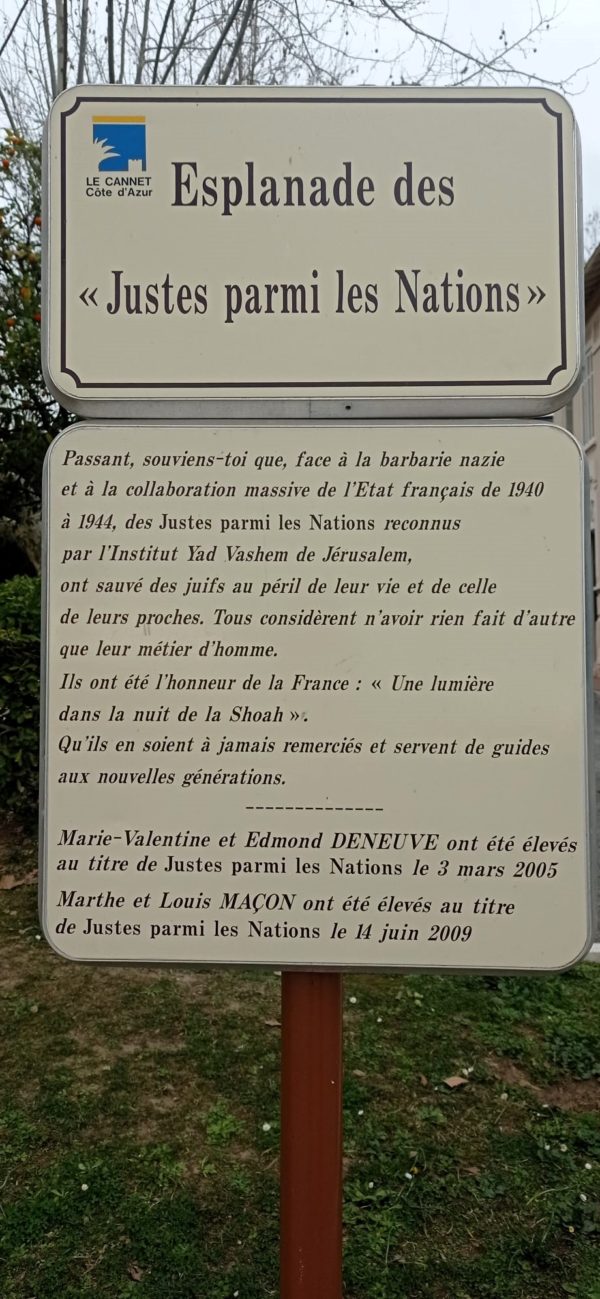 LE CANNET
Côte d'Azur
Esplanade des
« Justes parmi les Nations »
Passant, souviens-toi que, face à la barbarie nazie
et à la collaboration massive de l'Etat français de 1940
à 1944, des Justes parmi les Nations reconnus
par l'Institut Yad Vashem de Jérusalem,
ont sauvé des juifs au péril de leur vie et de celle
de leurs proches. Tous considèrent n'avoir rien fait d'autre
que leur métier d'homme.
Ils ont été l'honneur de la France : « Une lumière
dans la nuit de la Shoah ».
Qu'ils en soient à jamais remerciés et servent de guides
aux nouvelles générations.
--------------
Marie-Valentine et Edmond DENEUVE ont été élevés
au titre de Justes parmi les Nations le 3 mars 2005
Marthe et Louis MAÇON ont été élevés au titre
de Justes parmi les Nations le 14 juin 2009